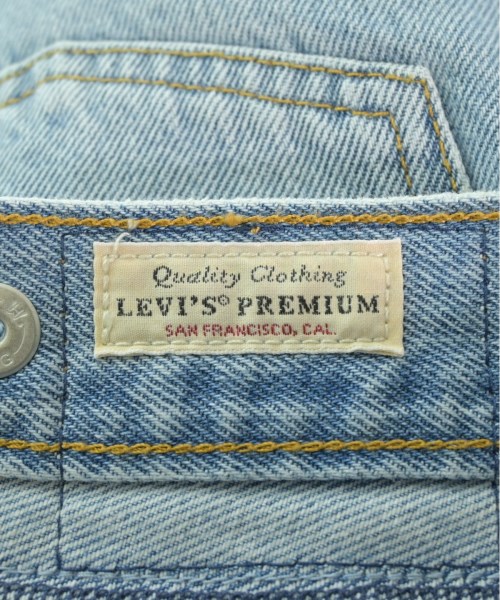 Quality Clothing
LEVI'S® PREMIUM
SAN FRANCISCO, CAL.